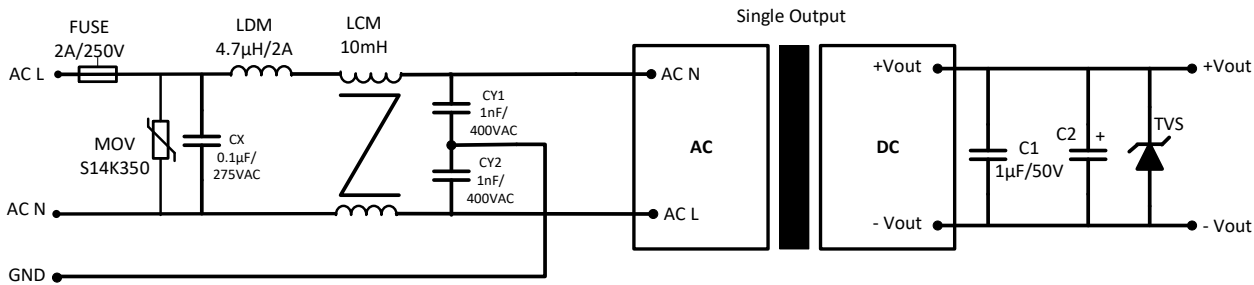 Single Output
FUSE
2A/250V
LDM
4.7µH/2A
LCM
10mH
AC L
AC N
+Vout
+Vout
MOV
S14K350
CX
0.1µF/
275VAC
CY1
1nF/
400VAC
CY2
1nF/
400VAC
AC
DC
C1
1µF/50V
C2
+
TVS
AC N
AC L
- Vout
- Vout
GND